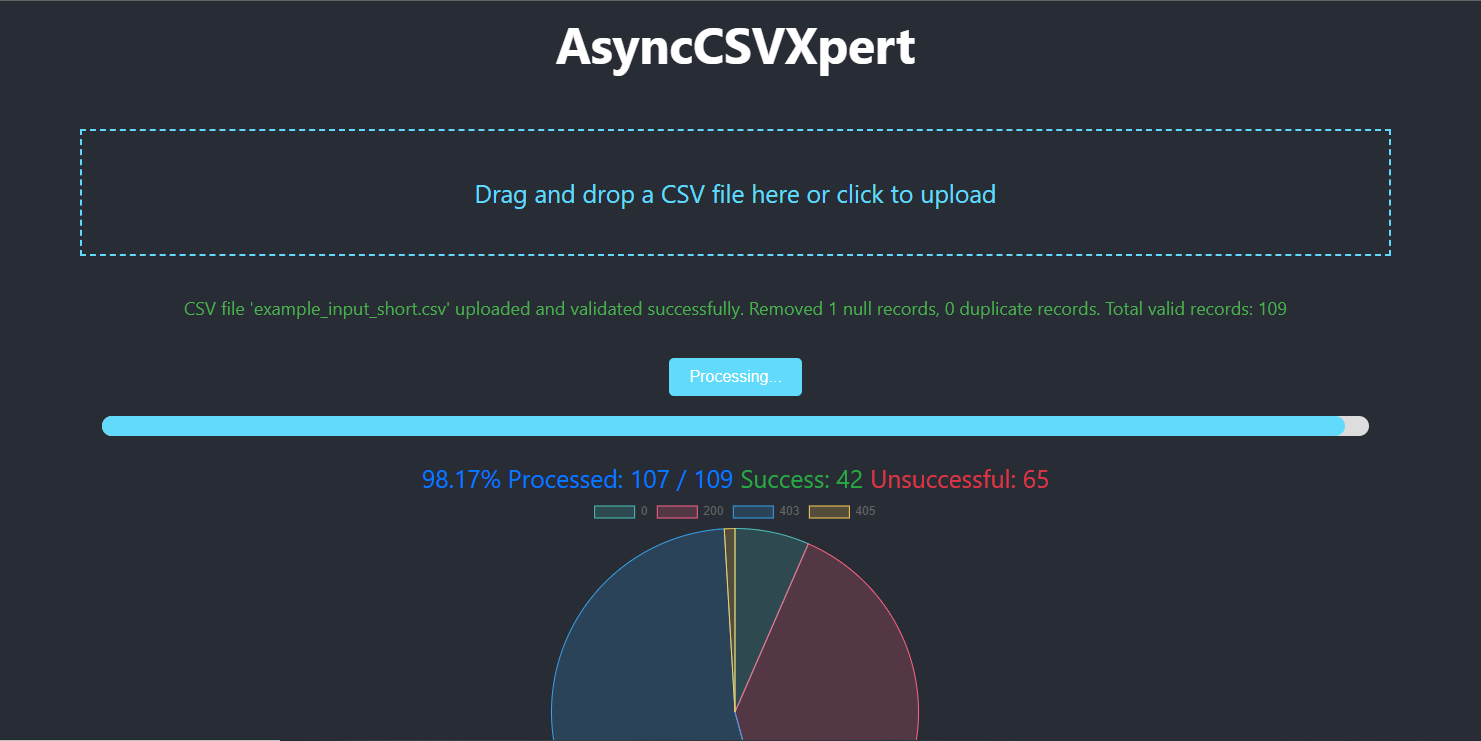 AsyncCSVXpert
Drag and drop a CSV file here or click to upload
CSV file 'example_input_short.csv' uploaded and validated successfully. Removed 1 null records, 0 duplicate records. Total valid records: 109
Processing...
98.17% Processed: 107 / 109 Success: 42 Unsuccessful: 65
0 200 403 405